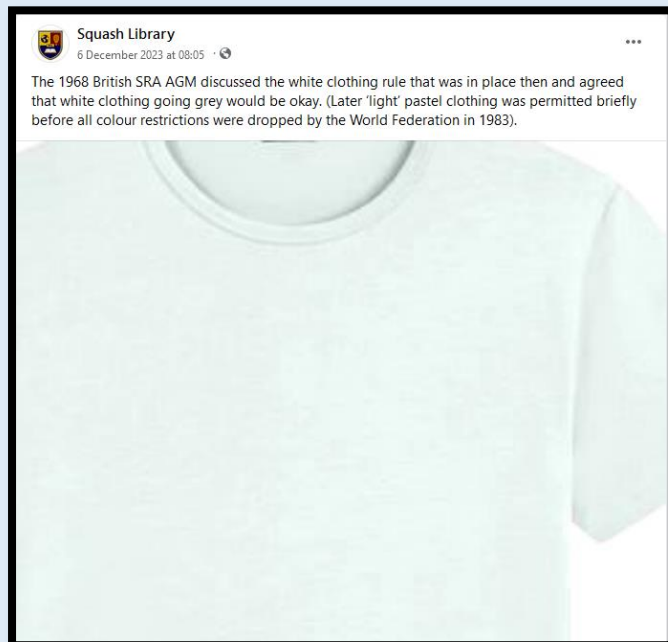 Squash Library
6 December 2023 at 08:05 ·
The 1968 British SRA AGM discussed the white clothing rule that was in place then and agreed
that white clothing going grey would be okay. (Later ‘light’ pastel clothing was permitted briefly
before all colour restrictions were dropped by the World Federation in 1983).